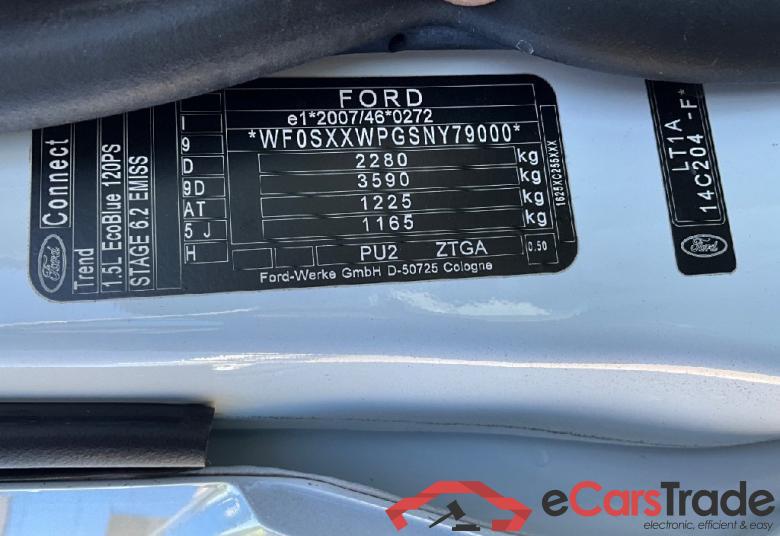 FORD
e1*2007/46*0272
*WF0SXXWPGSNY79000*
2280 kg
3590 kg
1225 kg
1165 kg
PU2 ZTGA
0.50
Ford-Werke GmbH D-50725 Cologne
I
9
D
9D
AT
5 J
H
Ford Connect
Trend
1.5L EcoBlue 120PS
STAGE 6.2 EMISS
1625XC255XXX
LT1A
14C204 -F*
Ford
eCarsTrade
electronic, efficient & easy